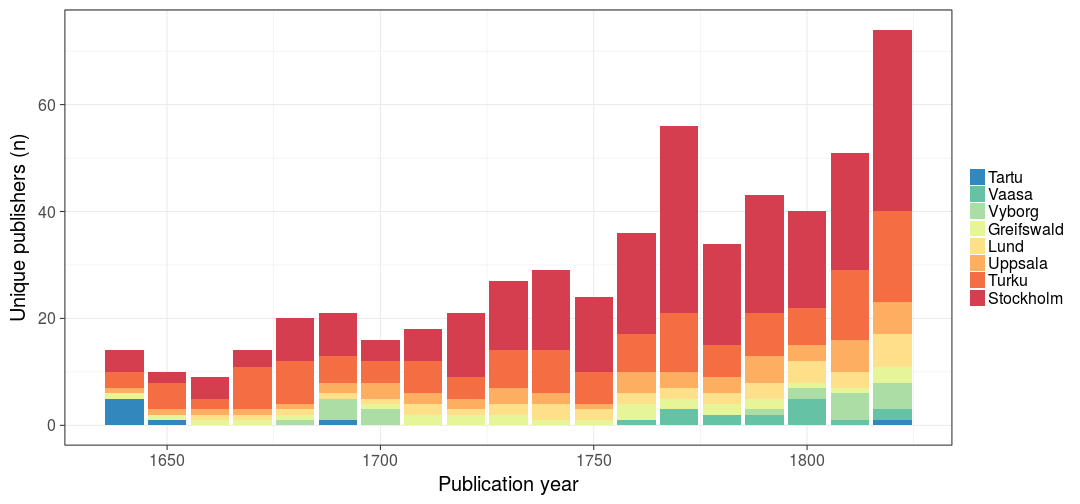 Unique publishers (n)
60
40
20
0
1650
1700
1750
1800
Publication year
Tartu
Vaasa
Vyborg
Greifswald
Lund
Uppsala
Turku
Stockholm